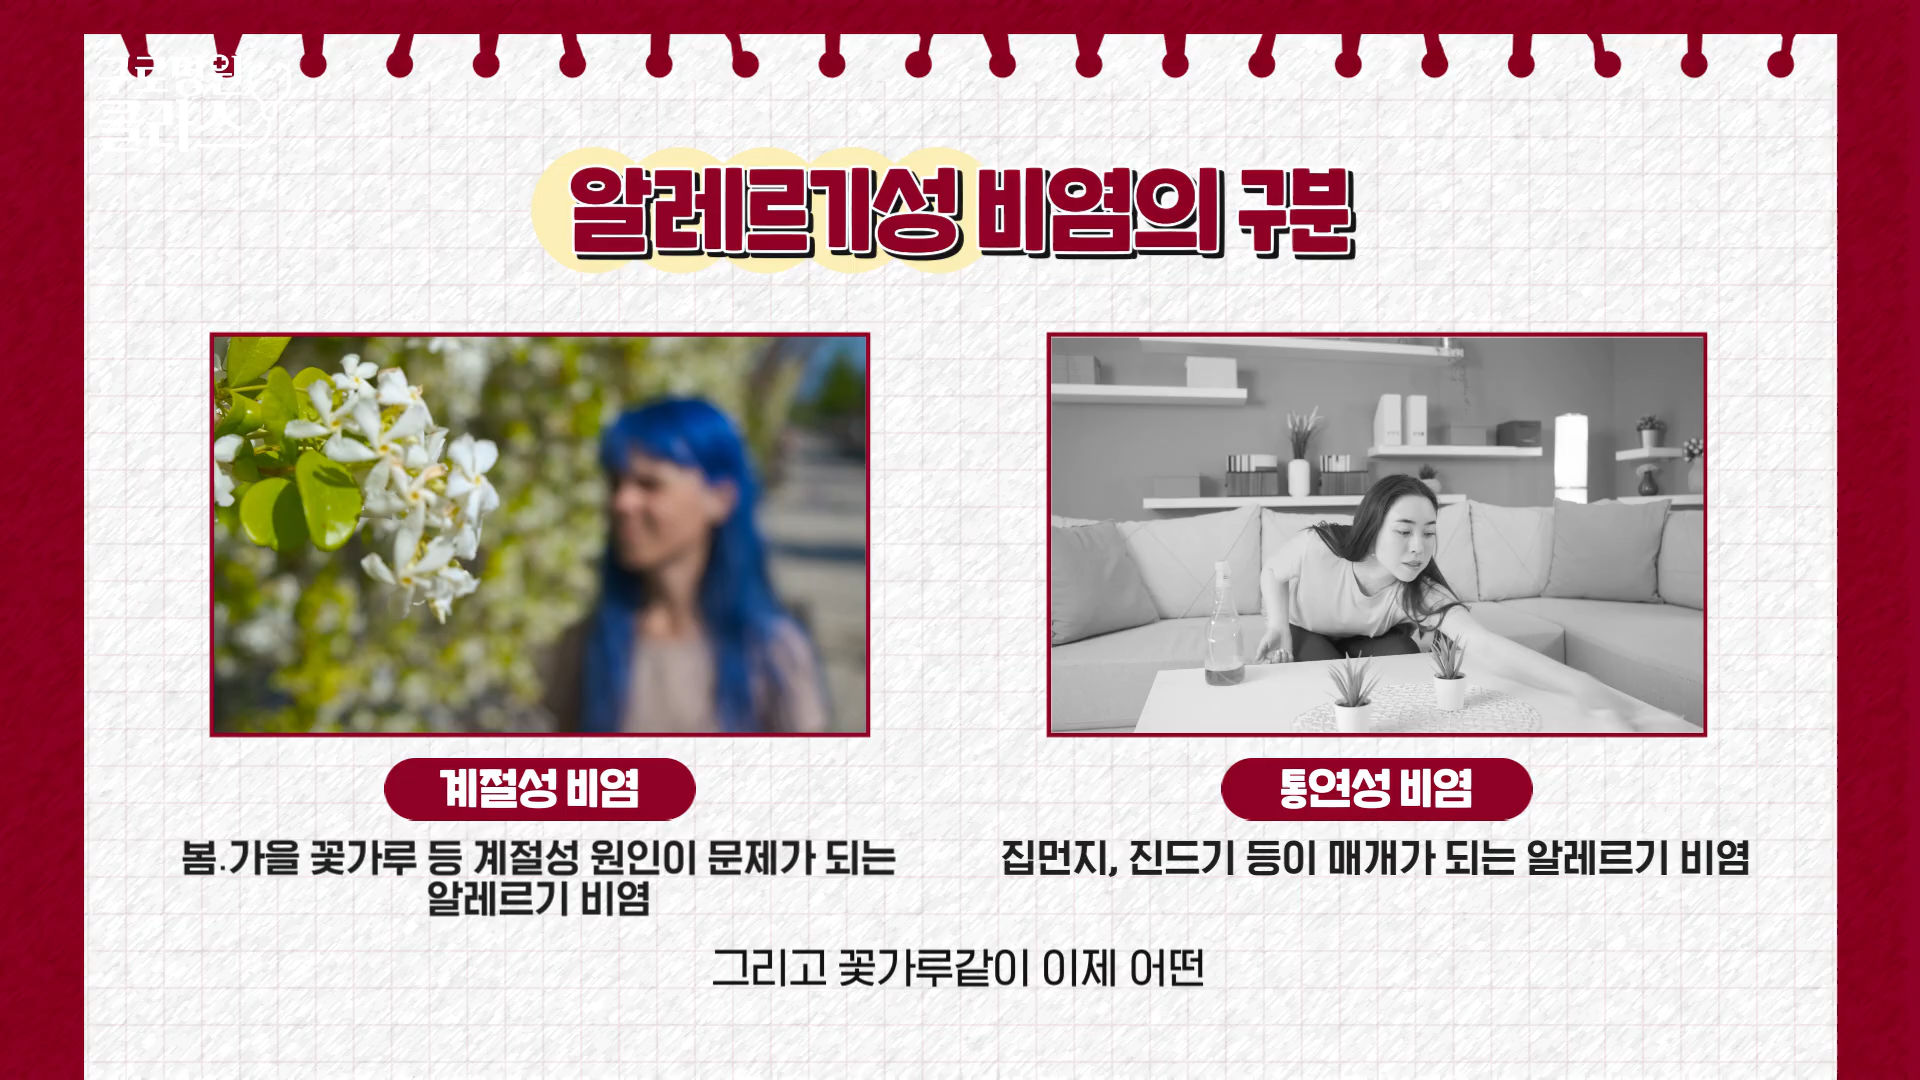 클라쓰
알레르기성 비염의 구분
계절성 비염
봄.가을 꽃가루 등 계절성 원인이 문제가 되는
알레르기 비염
통연성 비염
집먼지, 진드기 등이 매개가 되는 알레르기 비염
그리고 꽃가루같이 이제 어떤